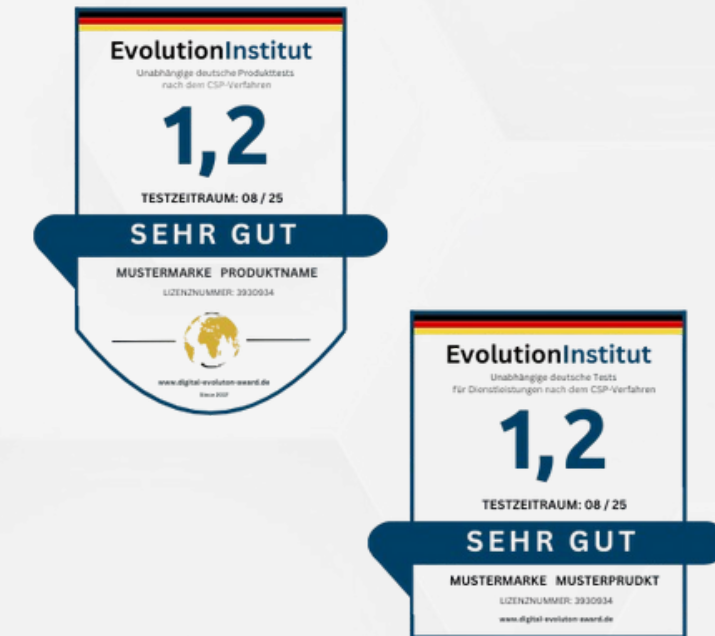 EvolutionInstitut
Unabhängige deutsche Produkttests
nach dem CSP-Verfahren
1,2
TESTZEITRAUM: 08 / 25
SEHR GUT
MUSTERMARKE PRODUKTNAME
LIZENZNUMMER: 3930934
www.digital-evoluton-award.de
EvolutionInstitut
Unabhängige deutsche Tests
für Dienstleistungen nach dem CSP-Verfahren
1,2
TESTZEITRAUM: 08 / 25
SEHR GUT
MUSTERMARKE MUSTERPRUDKT
LIZENZNUMMER: 3930934
www.digital-evoluton-award.de